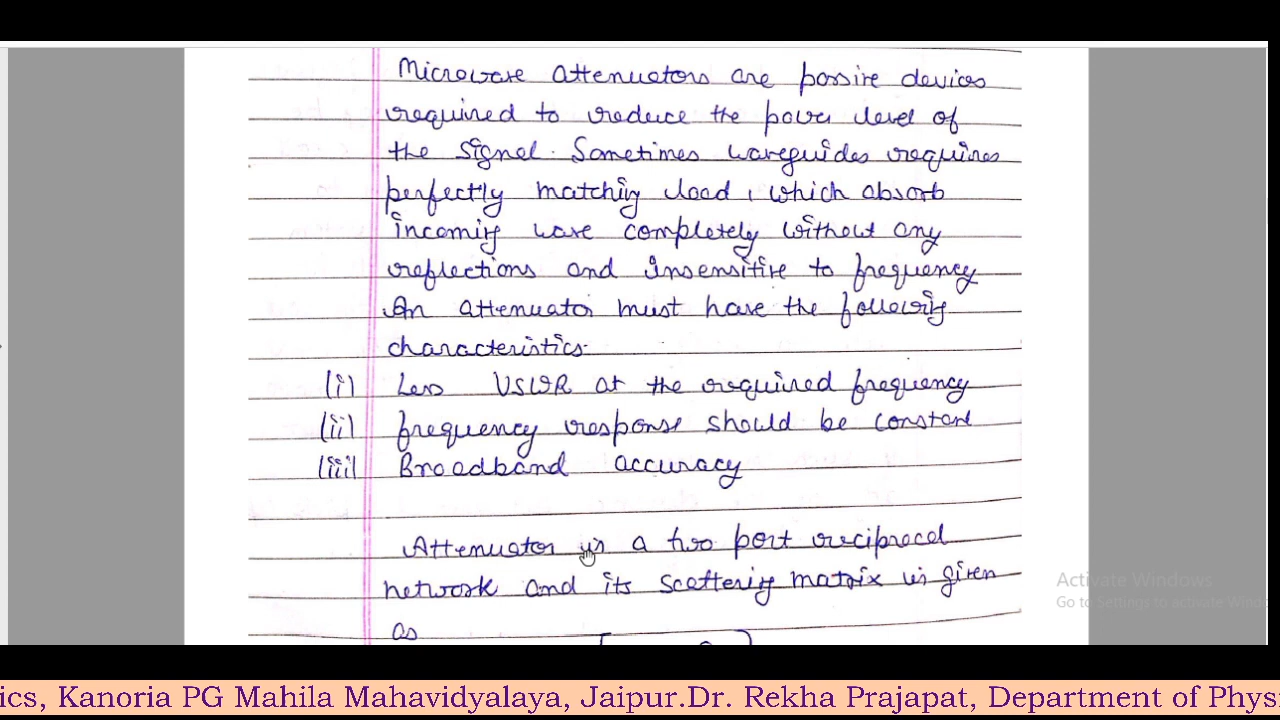 Microwave attenuators are passive devices
required to reduce the power level of
the signal. Sometimes waveguides requires
perfectly matching load, which absorb
incoming wave completely without any
reflections and Insensitive to frequency
An attenuator must have the following
characteristics.
(i) Less VSWR at the required frequency
(ii) frequency response should be constant
(iii) Broadband accuracy
Attenuator is a two port reciprocal
network and its scattering matrix is given
as
Activate Windows
Go to Settings to activate Windo
ics, Kanoria PG Mahila Mahavidyalaya, Jaipur.Dr. Rekha Prajapat, Department of Phys